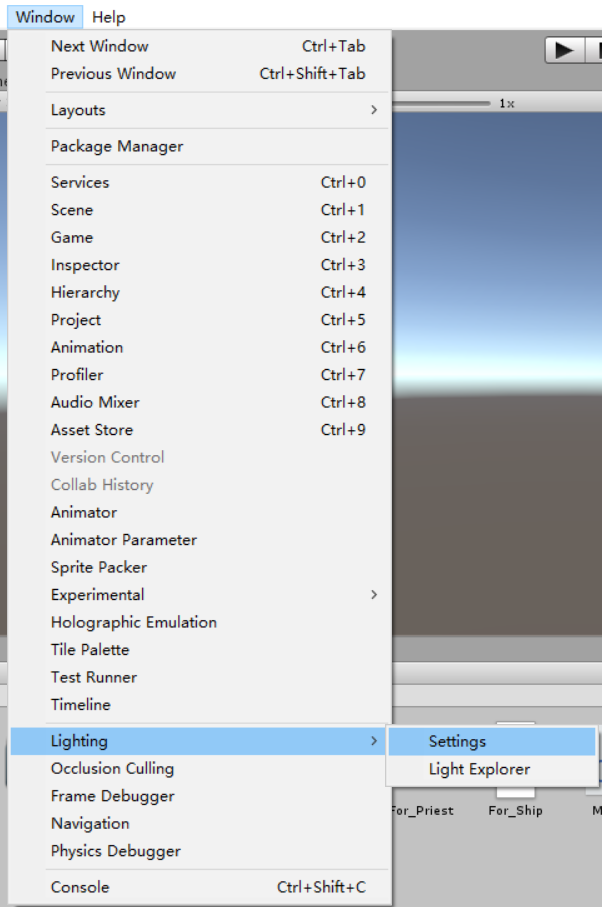 Window Help
Next Window Ctrl+Tab
Previous Window Ctrl+Shift+Tab
Layouts
1x
Package Manager
Services Ctrl+0
Scene Ctrl+1
Game Ctrl+2
Inspector Ctrl+3
Hierarchy Ctrl+4
Project Ctrl+5
Animation Ctrl+6
Profiler Ctrl+7
Audio Mixer Ctrl+8
Asset Store Ctrl+9
Version Control
Collab History
Animator
Animator Parameter
Sprite Packer
Experimental
Holographic Emulation
Tile Palette
Test Runner
Timeline
Lighting
Settings
Occlusion Culling
Light Explorer
Frame Debugger
For_Priest For_Ship M
Navigation
Physics Debugger
Console Ctrl+Shift+C